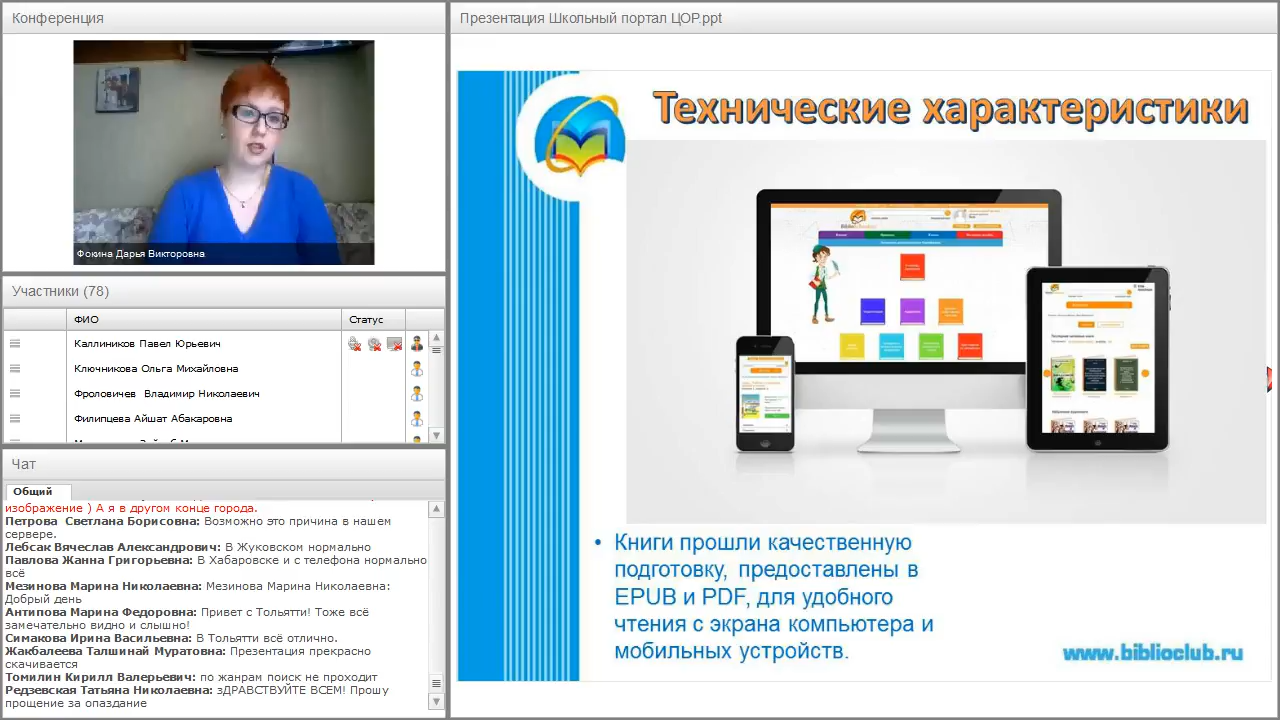 Конференция
Фокина Дарья Викторовна
Участники (78)
ФИО Статус
Каллиников Павел Юрьевич
Ключникова Ольга Михайловна
Фроловичев Владимир Николаевич
Филипцева Айшат Абакаровна
Чат
Общий
изображение ) А я в другом конце города.
Петрова Светлана Борисовна: Возможно это причина в нашем
сервере.
Лебсак Вячеслав Александрович: В Жуковском нормально
Павлова Жанна Григорьевна: В Хабаровске и с телефона нормально
всё
Мезинова Марина Николаевна: Мезинова Марина Николаевна:
Добрый день
Антипова Марина Федоровна: Привет с Тольятти! Тоже всё
замечательно видно и слышно!
Симакова Ирина Васильевна: В Тольятти всё отлично.
Жакбалеева Талшинай Муратовна: Презентация прекрасно
скачивается
Томилин Кирилл Валерьевич: по жанрам поиск не проходит
Редзевская Татьяна Николаевна: зДРАВСТВУЙТЕ ВСЕМ! Прошу
прощение за опаздание
Презентация Школьный портал ЦОР.ppt
Технические характеристики
• Книги прошли качественную
подготовку, предоставлены в
EPUB и PDF, для удобного
чтения с экрана компьютера и
мобильных устройств.
www.biblioclub.ru